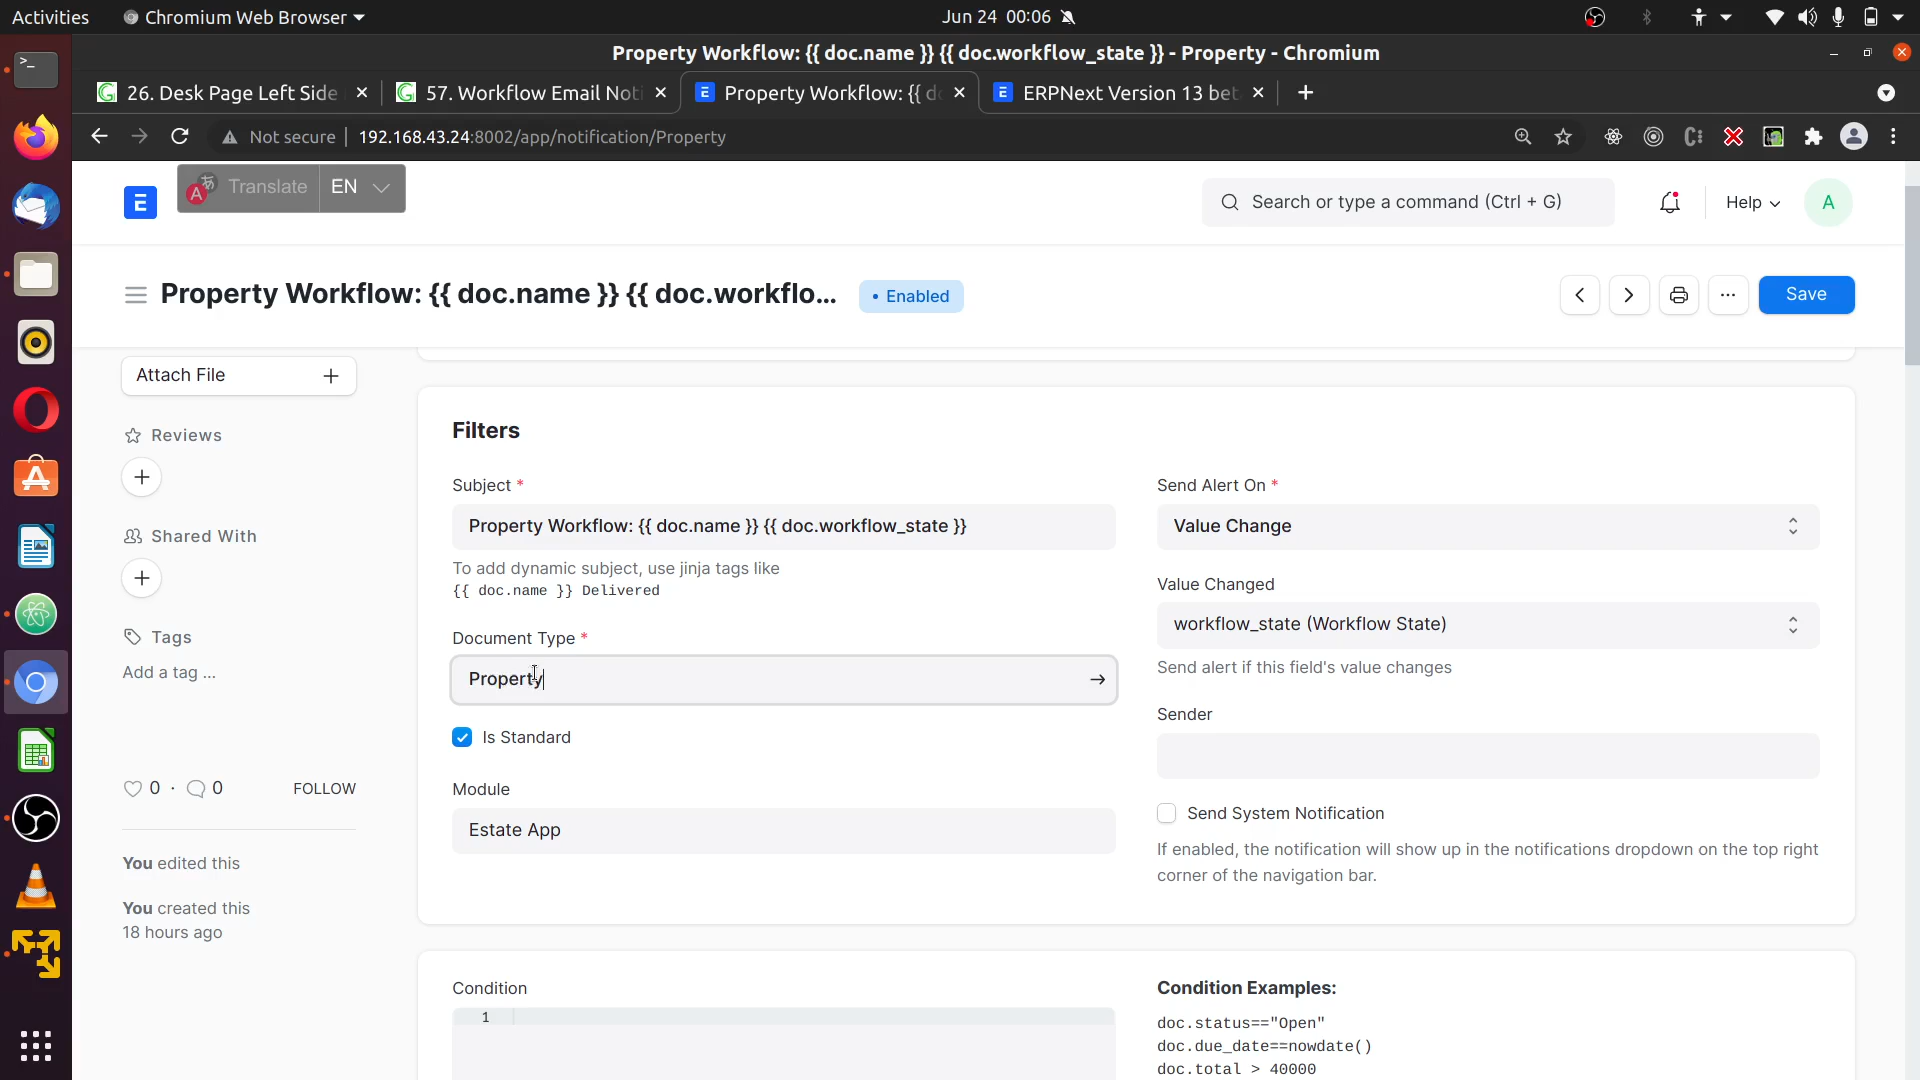 Activities
Chromium Web Browser
Jun 24 00:06
Property Workflow: {{ doc.name }} {{ doc.workflow_state }} - Property - Chromium
26. Desk Page Left Side
57. Workflow Email Noti
Property Workflow: {{ d
ERPNext Version 13 bet
Not secure
192.168.43.24:8002/app/notification/Property
Translate
EN
Search or type a command (Ctrl + G)
Help
A
Property Workflow: {{ doc.name }} {{ doc.workflo...
Enabled
Save
Attach File
Reviews
Shared With
Tags
Add a tag ...
0 · 0
FOLLOW
You edited this
You created this
18 hours ago
Filters
Subject *
Property Workflow: {{ doc.name }} {{ doc.workflow_state }}
To add dynamic subject, use jinja tags like
{{ doc.name }} Delivered
Document Type *
Property
Is Standard
Module
Estate App
Send Alert On *
Value Change
Value Changed
workflow_state (Workflow State)
Send alert if this field's value changes
Sender
Send System Notification
If enabled, the notification will show up in the notifications dropdown on the top right
corner of the navigation bar.
Condition
1
Condition Examples:
doc.status=="Open"
doc.due_date==nowdate()
doc.total > 40000